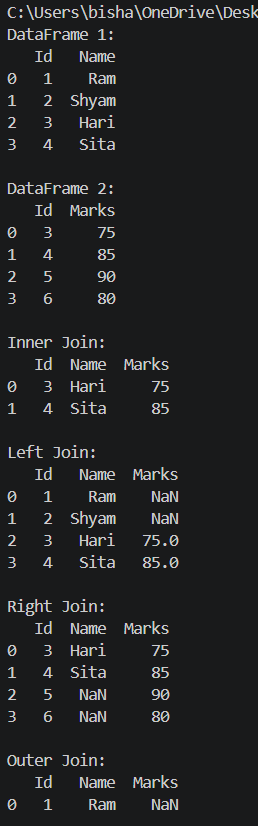 C:\Users\bisha\OneDrive\Desk
DataFrame 1:
   Id   Name
0   1    Ram
1   2  Shyam
2   3   Hari
3   4   Sita

DataFrame 2:
   Id  Marks
0   3     75
1   4     85
2   5     90
3   6     80

Inner Join:
   Id  Name  Marks
0   3  Hari     75
1   4  Sita     85

Left Join:
   Id   Name  Marks
0   1    Ram    NaN
1   2  Shyam    NaN
2   3   Hari   75.0
3   4   Sita   85.0

Right Join:
   Id  Name  Marks
0   3  Hari     75
1   4  Sita     85
2   5   NaN     90
3   6   NaN     80

Outer Join:
   Id   Name  Marks
0   1    Ram    NaN